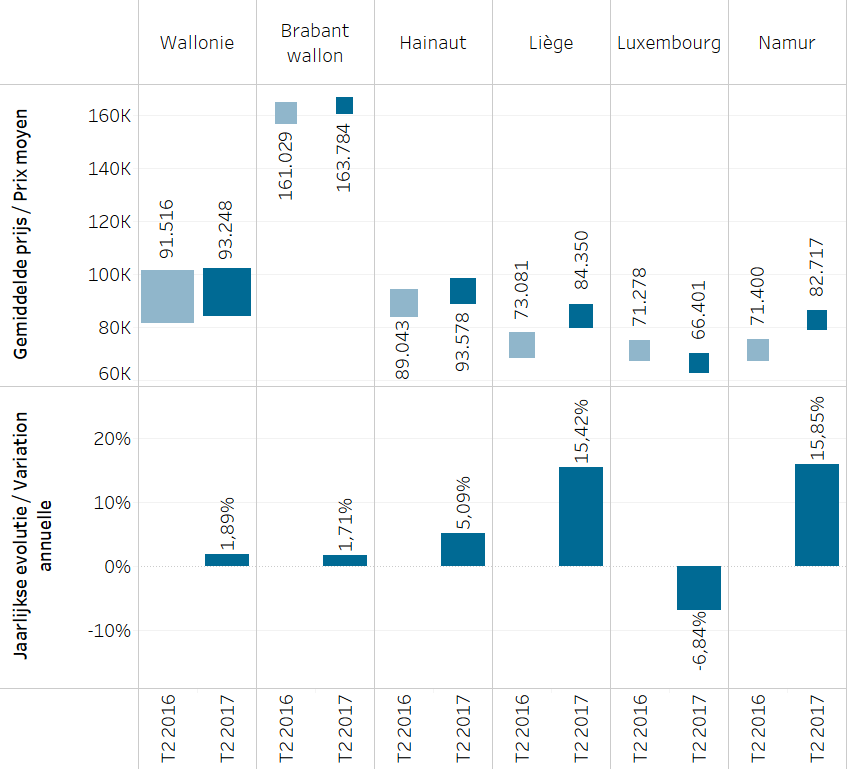 Wallonie
Brabant
wallon
Hainaut
Liège
Luxembourg
Namur
Gemiddelde prijs / Prix moyen
160K
140K
120K
100K
80K
60K
91.516
93.248
161.029
163.784
89.043
93.578
73.081
84.350
71.278
66.401
71.400
82.717
Jaarlijkse evolutie / Variation
annuelle
20%
10%
0%
-10%
1,89%
1,71%
5,09%
15,42%
-6,84%
15,85%
T2 2016
T2 2017
T2 2016
T2 2017
T2 2016
T2 2017
T2 2016
T2 2017
T2 2016
T2 2017
T2 2016
T2 2017